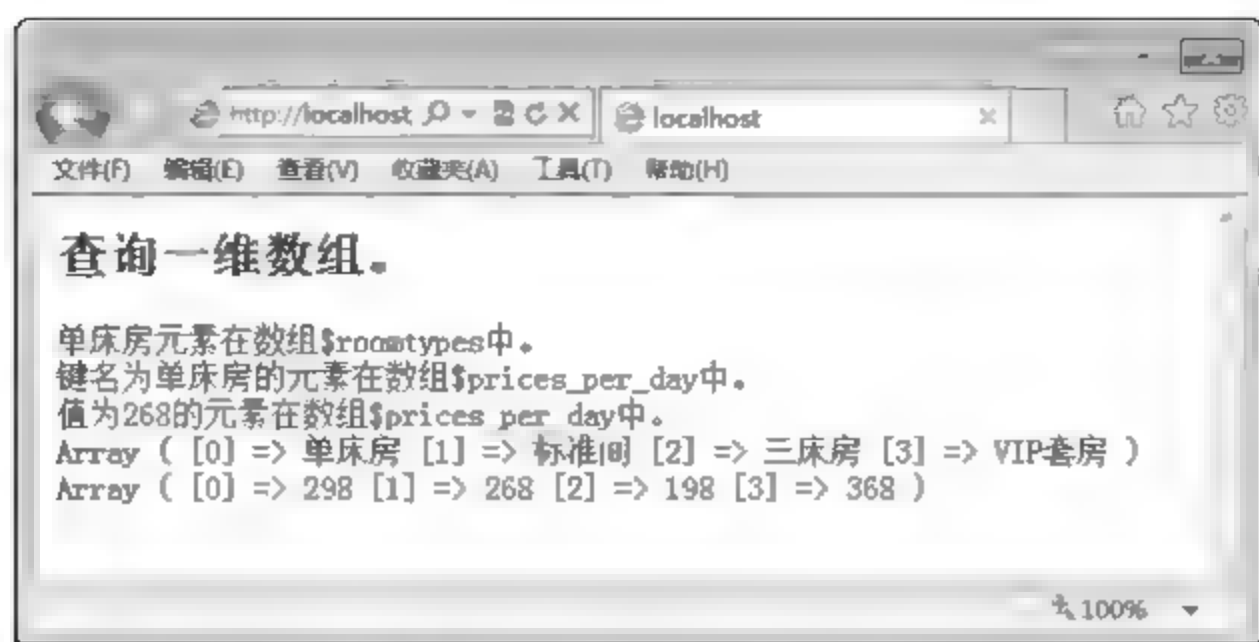 http://localhost
localhost
文件(F) 编辑(E) 查看(V) 收藏夹(A) 工具(T) 帮助(H)
查询一维数组。
单床房元素在数组$roomtypes中。
键名为单床房的元素在数组$prices_per_day中。
值为268的元素在数组$prices_per_day中。
Array ( [0] => 单床房 [1] => 标准间 [2] => 三床房 [3] => VIP套房 )
Array ( [0] => 298 [1] => 268 [2] => 198 [3] => 368 )
100%